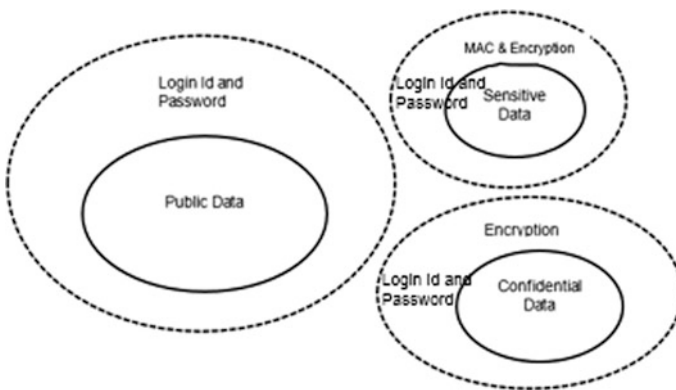 Login Id and
Password
Public Data
MAC & Encryption
Login Id and
Password
Sensitive
Data
Encryption
Login Id and
Password
Confidential
Data